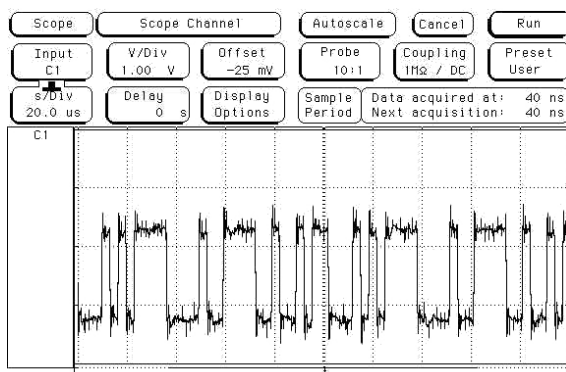 Scope Scope Channel Autoscale Cancel Run
Input V/Div Offset Probe Coupling Preset
C1 1.00 V -25 mV 10:1 1MΩ / DC User
s/Div Delay Display Sample Data acquired at: 40 ns
20.0 us 0 s Options Period Next acquisition: 40 ns
C1